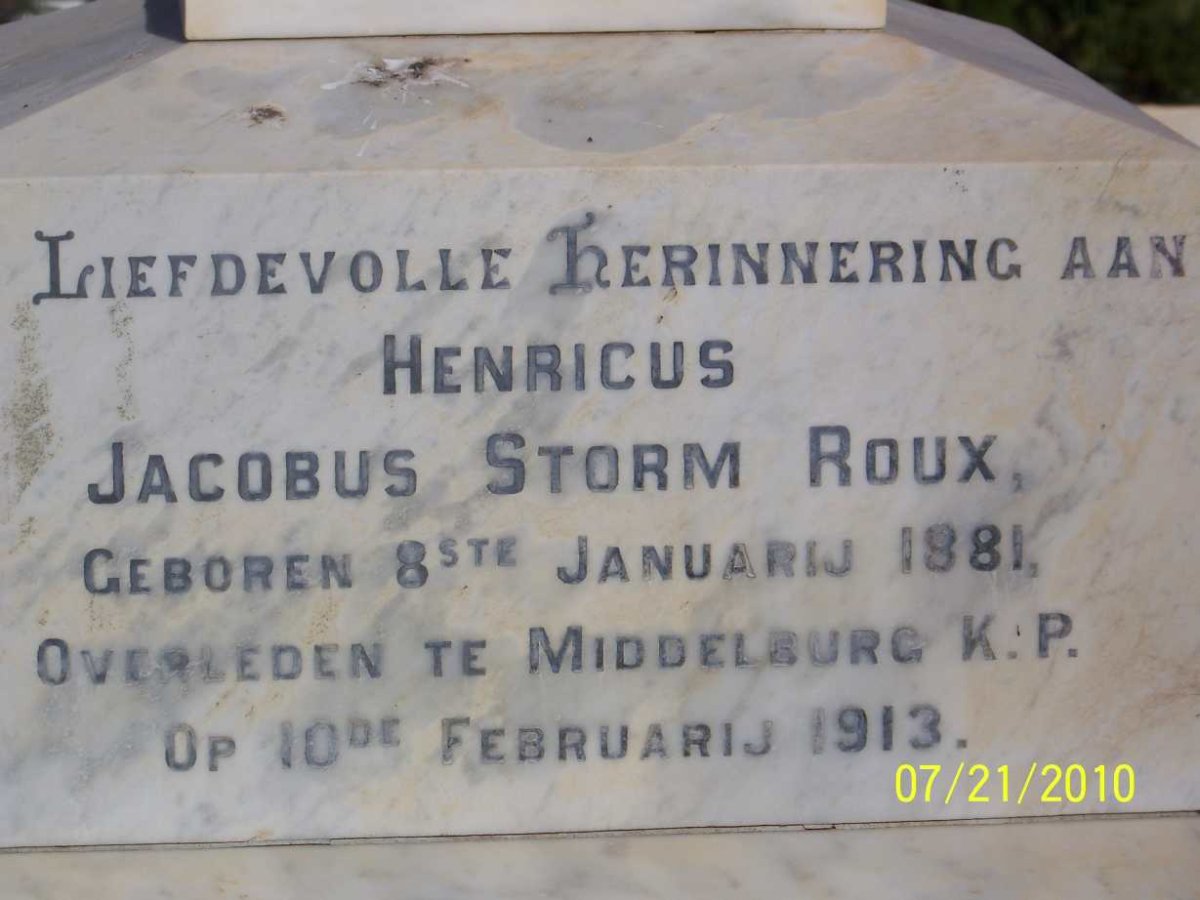 LIEFDEVOLLE HERINNERING AAN
HENRICUS
JACOBUS STORM ROUX,
GEBOREN 8STE JANUARIJ 1881,
OVERLEDEN TE MIDDELBURG K.P.
OP 10DE FEBRUARIJ 1913.
07/21/2010